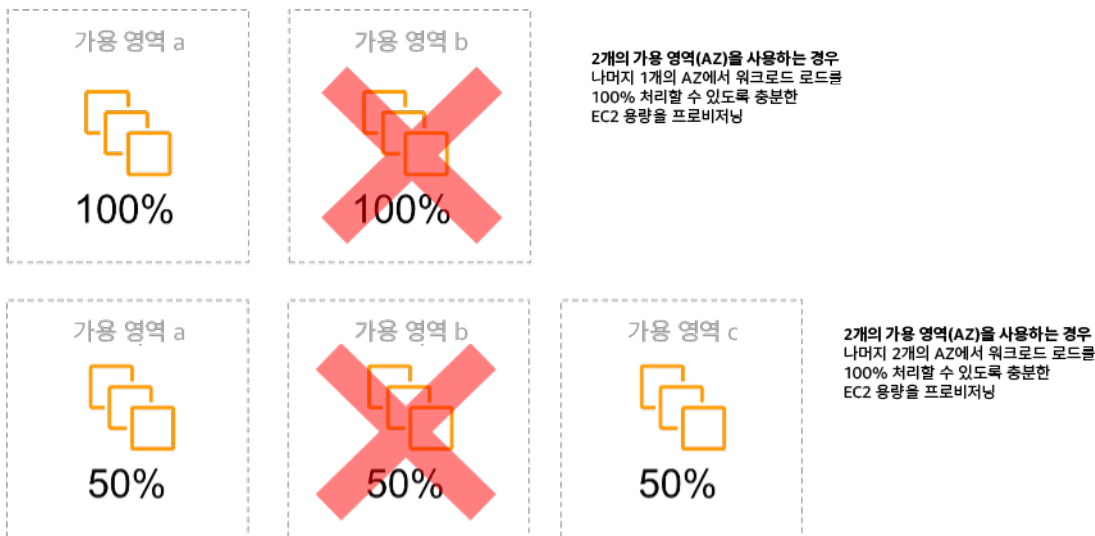 가용 영역 a
가용 영역 b
2개의 가용 영역(AZ)을 사용하는 경우
나머지 1개의 AZ에서 워크로드 로드를
100% 처리할 수 있도록 충분한
EC2 용량을 프로비저닝
100%
100%
가용 영역 a
가용 영역 b
가용 영역 c
2개의 가용 영역(AZ)을 사용하는 경우
나머지 2개의 AZ에서 워크로드 로드를
100% 처리할 수 있도록 충분한
EC2 용량을 프로비저닝
50%
50%
50%